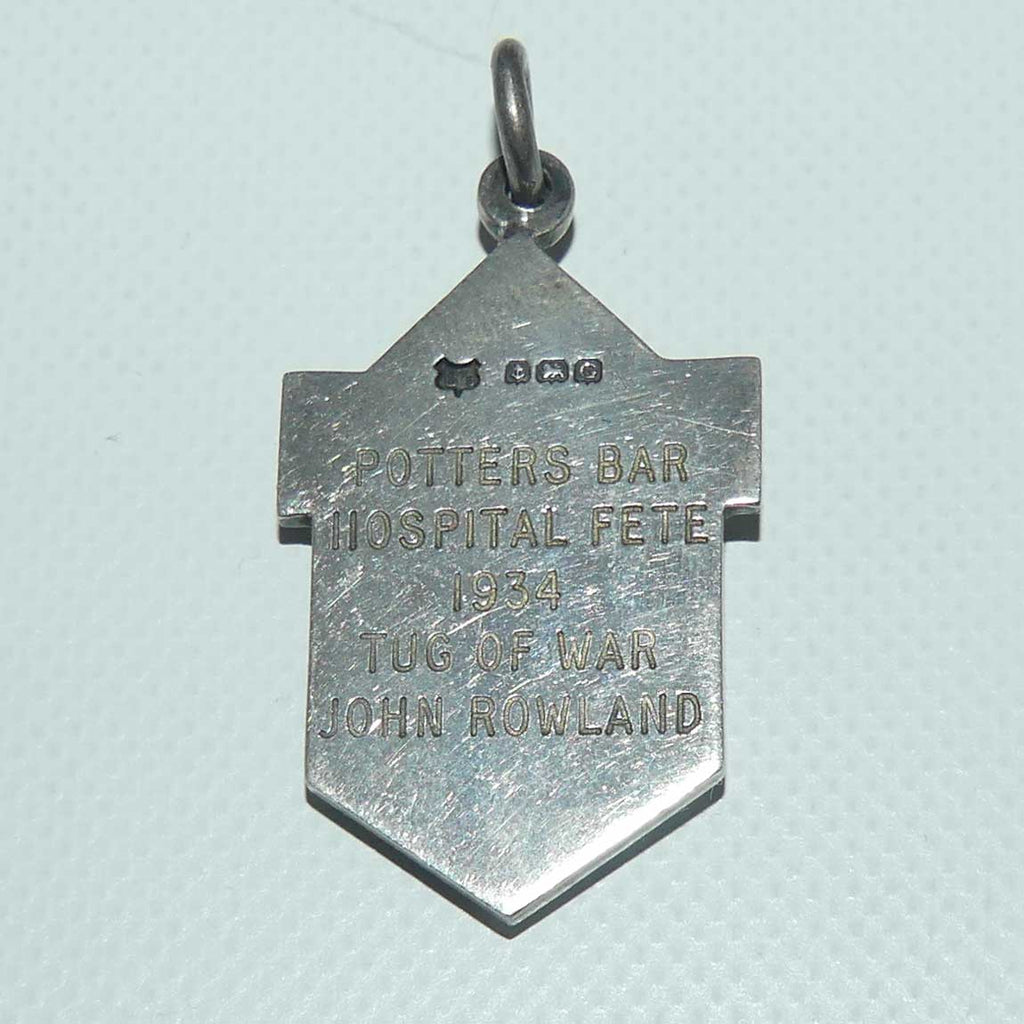 POTTERS BAR
HOSPITAL FETE
1934
TUG OF WAR
JOHN ROWLAND